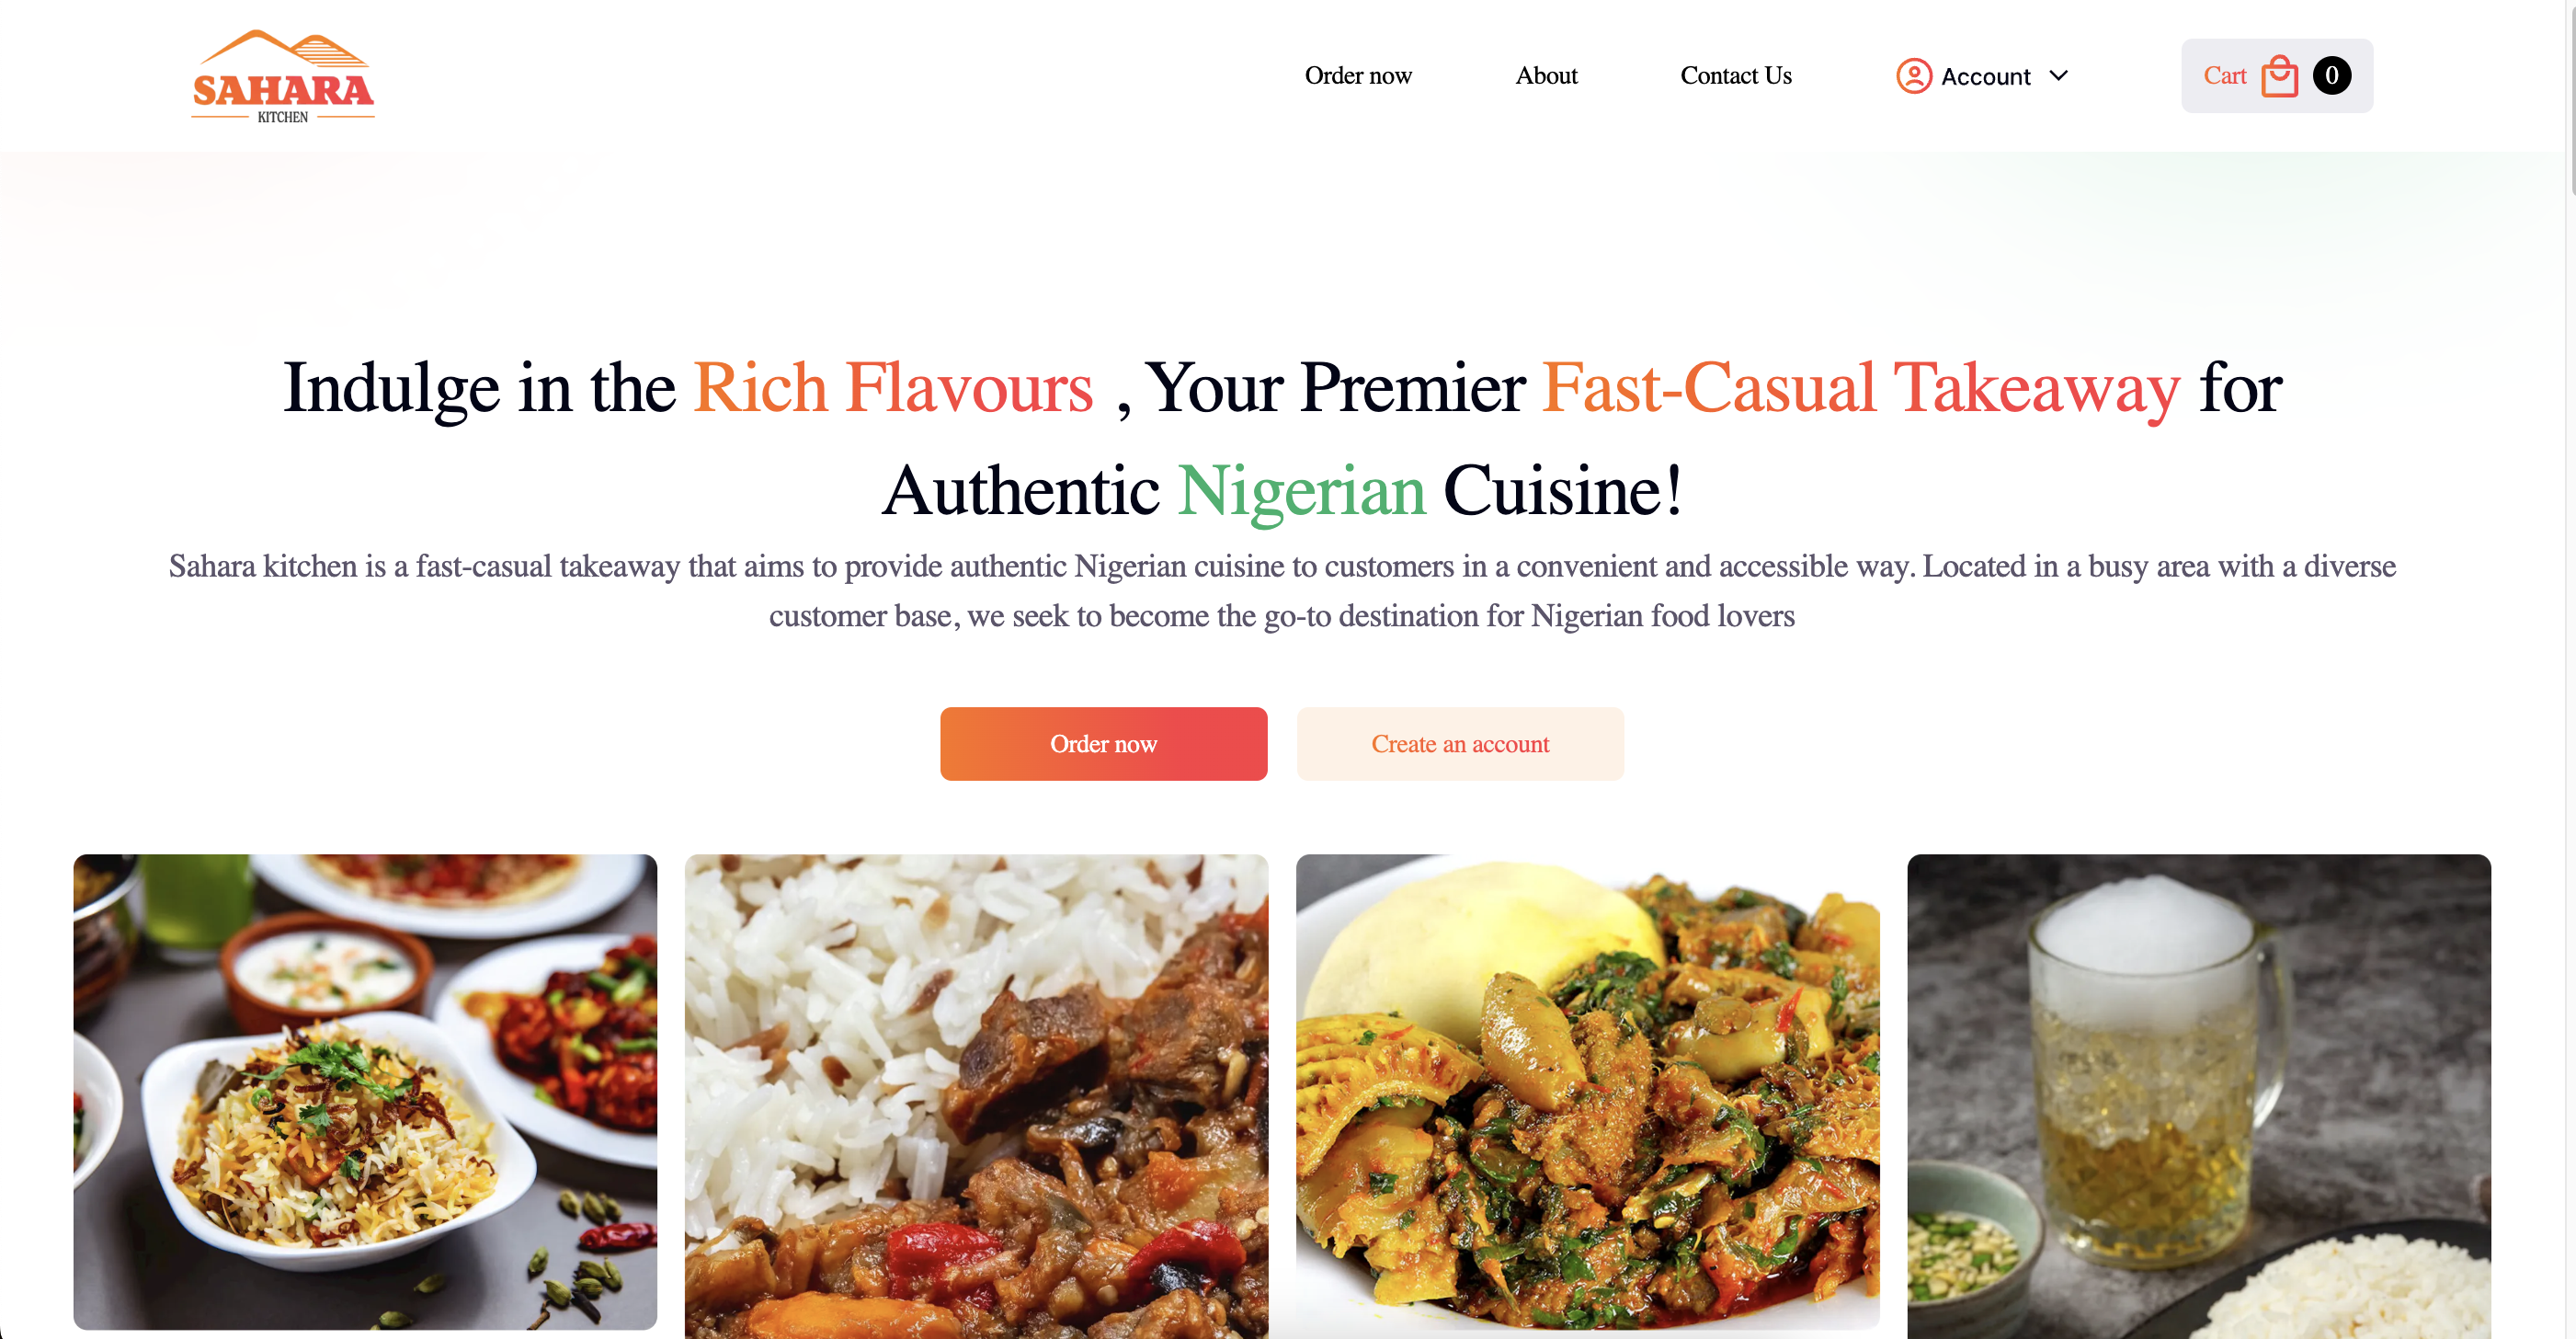 SAHARA
KITCHEN
Order now
About
Contact Us
Account
Cart
0
Indulge in the Rich Flavours , Your Premier Fast-Casual Takeaway for
Authentic Nigerian Cuisine!
Sahara kitchen is a fast-casual takeaway that aims to provide authentic Nigerian cuisine to customers in a convenient and accessible way. Located in a busy area with a diverse
customer base, we seek to become the go-to destination for Nigerian food lovers
Order now
Create an account